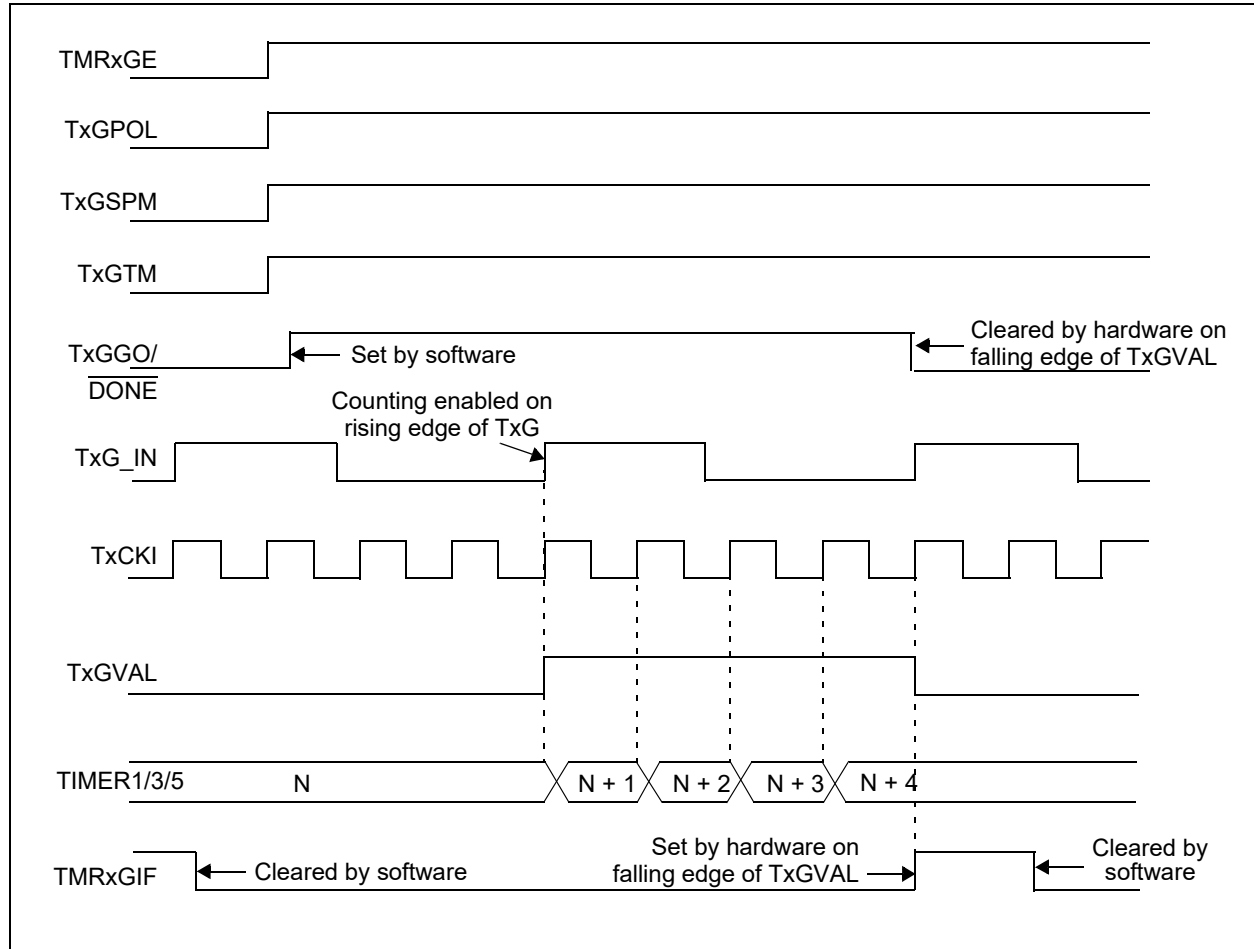 TMRxGE
TxGPOL
TxGSPM
TxGTM
TxGGO/
DONE
Set by software
Cleared by hardware on
falling edge of TxGVAL
Counting enabled on
rising edge of TxG
TxG_IN
TxCKI
TxGVAL
TIMER1/3/5
N
N + 1
N + 2
N + 3
N + 4
TMRxGIF
Cleared by software
Set by hardware on
falling edge of TxGVAL
Cleared by
software